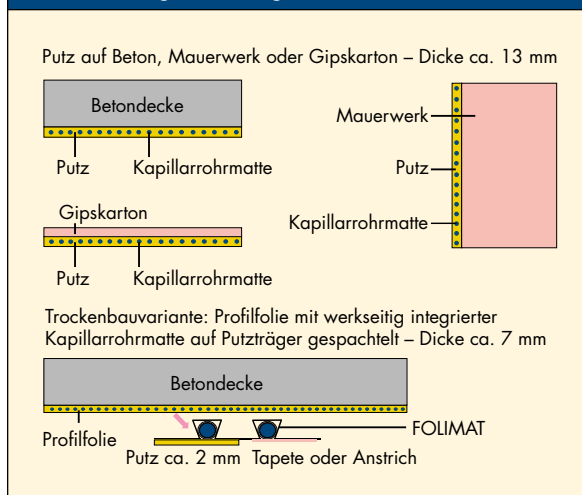 Putz auf Beton, Mauerwerk oder Gipskarton – Dicke ca. 13 mm
Betondecke
Putz
Kapillarrohrmatte
Mauerwerk
Putz
Kapillarrohrmatte
Gipskarton
Putz
Kapillarrohrmatte
Trockenbauvariante: Profilfolie mit werkseitig integrierter
Kapillarrohrmatte auf Putzträger gespachtelt – Dicke ca. 7 mm
Betondecke
Profilfolie
FOLIMAT
Putz ca. 2 mm
Tapete oder Anstrich